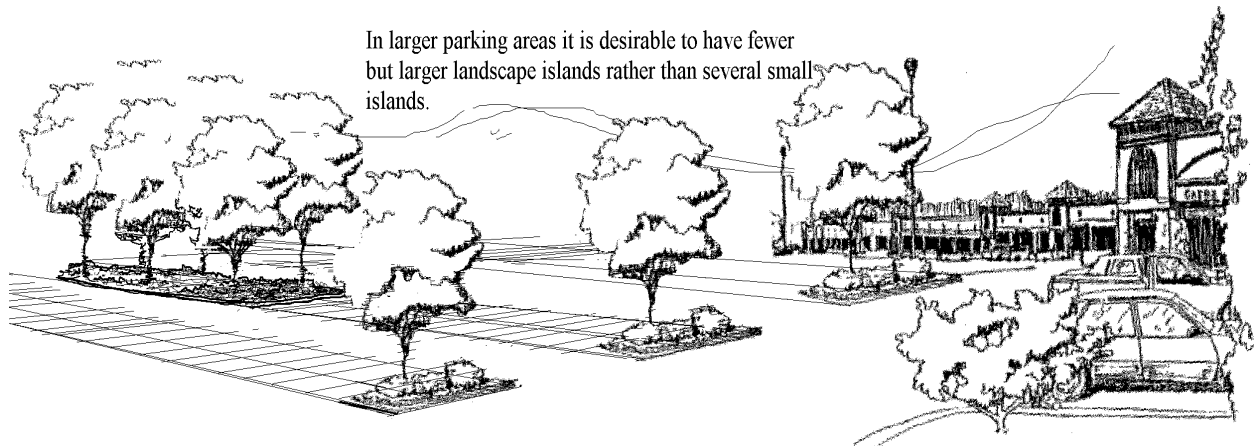 In larger parking areas it is desirable to have fewer
but larger landscape islands rather than several small
islands.